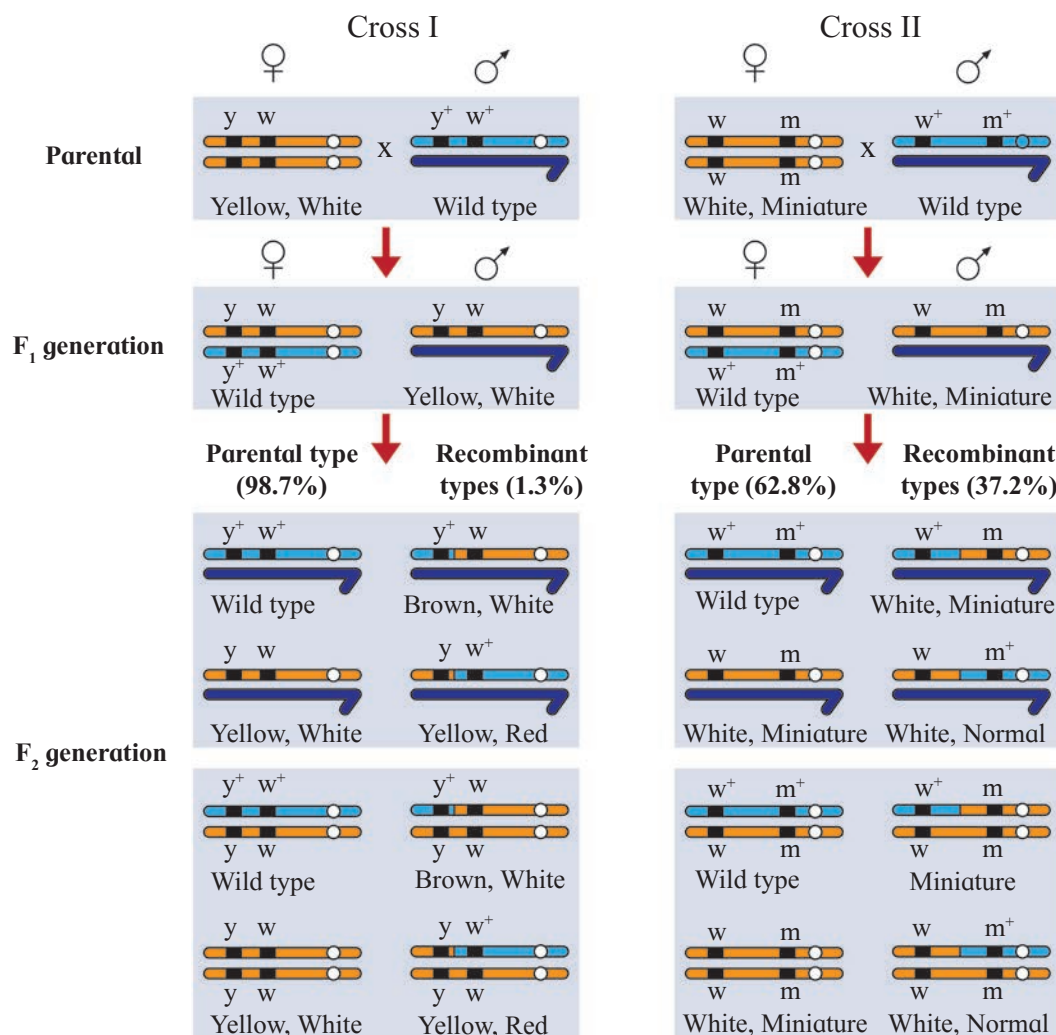 Cross I Cross II
♀ ♂ ♀ ♂
Parental
y w y⁺ w⁺ w m w⁺ m⁺
x x
w m
Yellow, White Wild type White, Miniature Wild type
♀ ♂ ♀ ♂
F₁ generation
y w y w w m w m
y⁺ w⁺ w⁺ m⁺
Wild type Yellow, White Wild type White, Miniature
Parental type Recombinant Parental Recombinant
(98.7%) types (1.3%) type (62.8%) types (37.2%)
F₂ generation
y⁺ w⁺ y⁺ w w⁺ m⁺ w⁺ m
Wild type Brown, White Wild type White, Miniature
y w y w⁺ w m w m⁺
Yellow, White Yellow, Red White, Miniature White, Normal
y⁺ w⁺ y⁺ w w⁺ m⁺ w⁺ m
y w y w w m w m
Wild type Brown, White Wild type Miniature
y w y w⁺ w m w m⁺
y w y w w m w m
Yellow, White Yellow, Red White, Miniature White, Normal